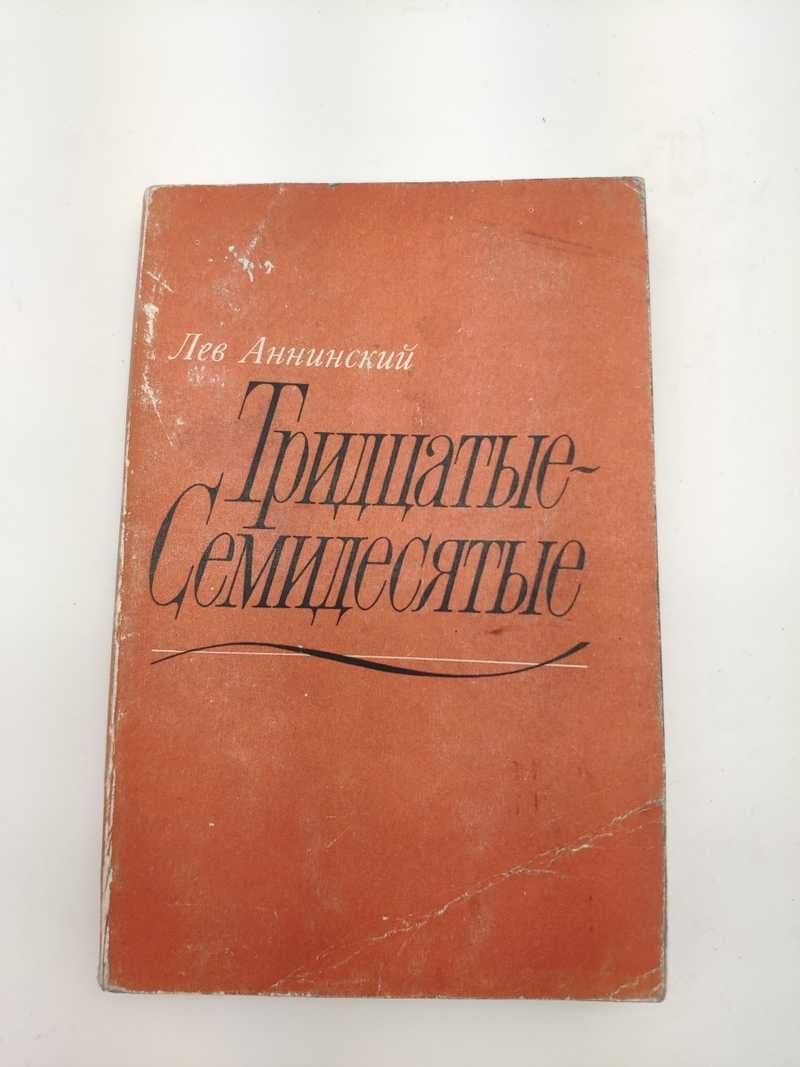 Лев Аннинский
Тридцатые-
Семидесятые